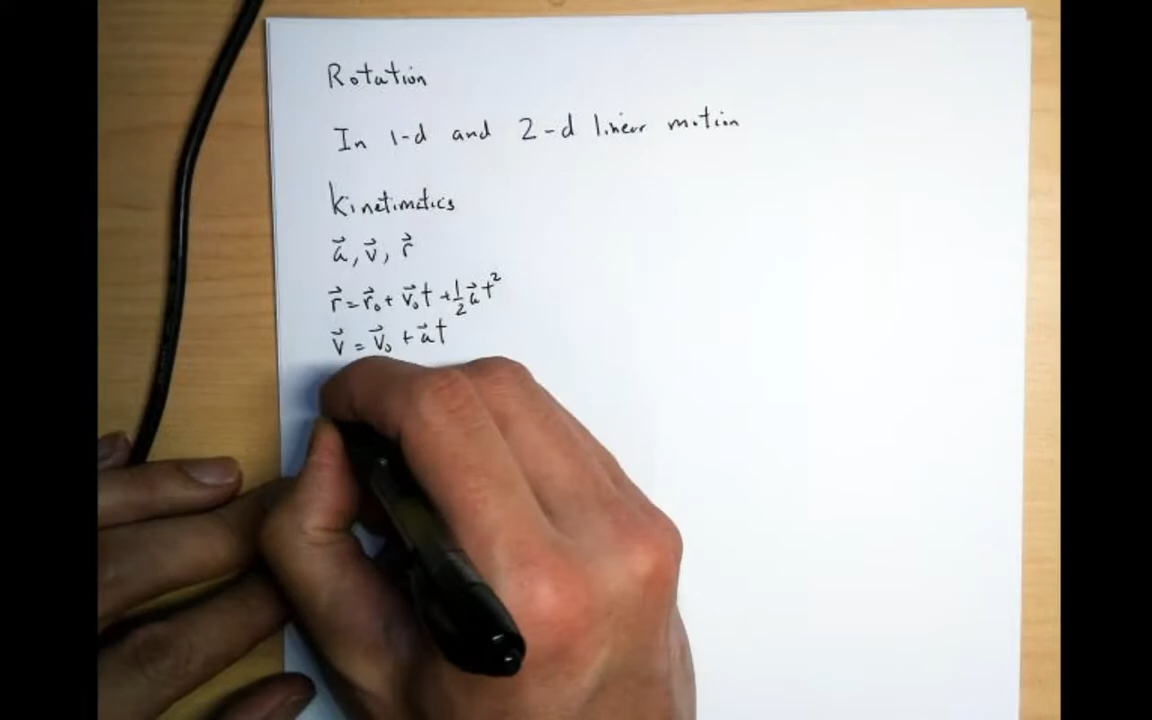 Rotation
In 1-d and 2-d linear motion
Kinetimatics
a⃗, v⃗, r⃗
r⃗ = r⃗₀ + v⃗₀t + ½a⃗t²
v⃗ = v⃗₀ + a⃗t